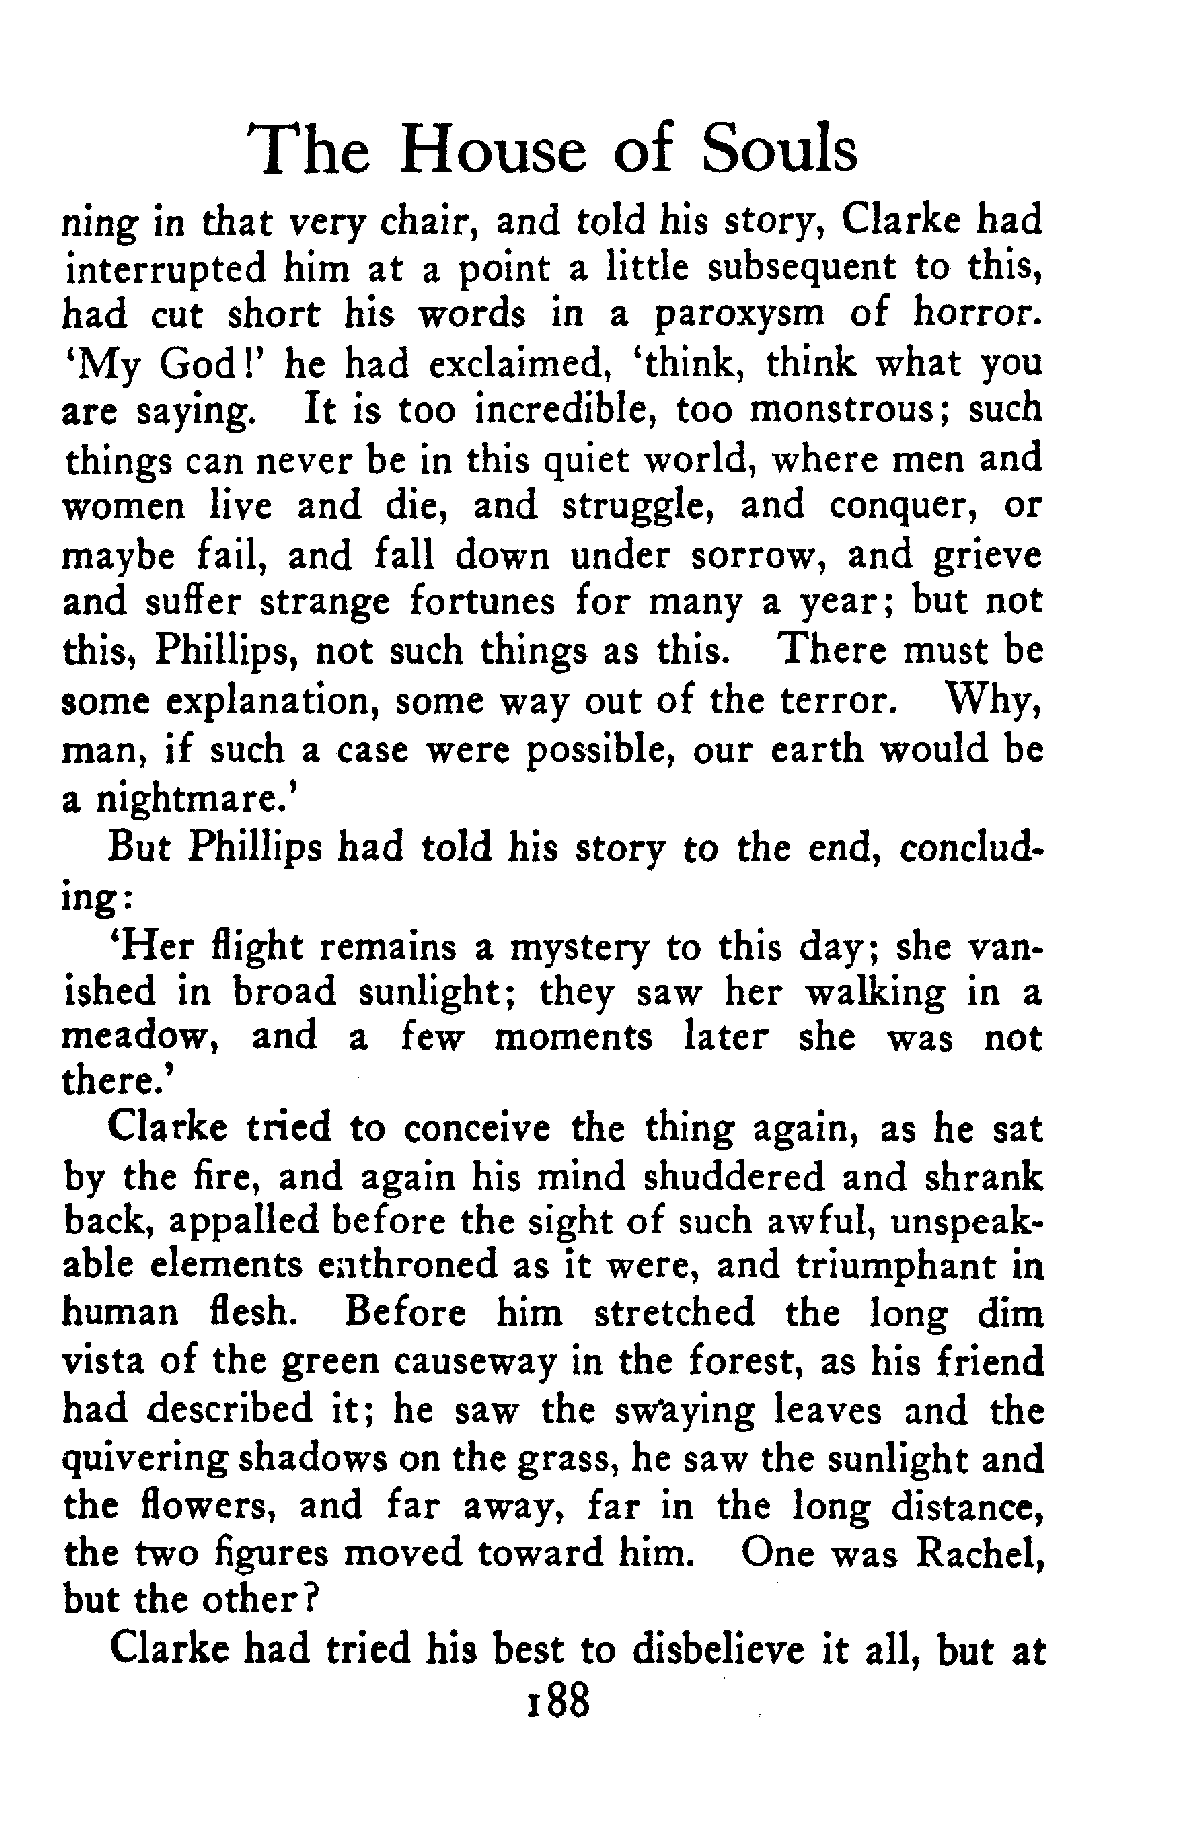 The House of Souls
ning in that very chair, and told his story, Clarke had
interrupted him at a point a little subsequent to this,
had cut short his words in a paroxysm of horror.
‘My God!’ he had exclaimed, ‘think, think what you
are saying. It is too incredible, too monstrous; such
things can never be in this quiet world, where men and
women live and die, and struggle, and conquer, or
maybe fail, and fall down under sorrow, and grieve
and suffer strange fortunes for many a year; but not
this, Phillips, not such things as this. There must be
some explanation, some way out of the terror. Why,
man, if such a case were possible, our earth would be
a nightmare.’
But Phillips had told his story to the end, conclud-
ing:
‘Her flight remains a mystery to this day; she van-
ished in broad sunlight; they saw her walking in a
meadow, and a few moments later she was not
there.’
Clarke tried to conceive the thing again, as he sat
by the fire, and again his mind shuddered and shrank
back, appalled before the sight of such awful, unspeak-
able elements enthroned as it were, and triumphant in
human flesh. Before him stretched the long dim
vista of the green causeway in the forest, as his friend
had described it; he saw the swaying leaves and the
quivering shadows on the grass, he saw the sunlight and
the flowers, and far away, far in the long distance,
the two figures moved toward him. One was Rachel,
but the other?
Clarke had tried his best to disbelieve it all, but at
188